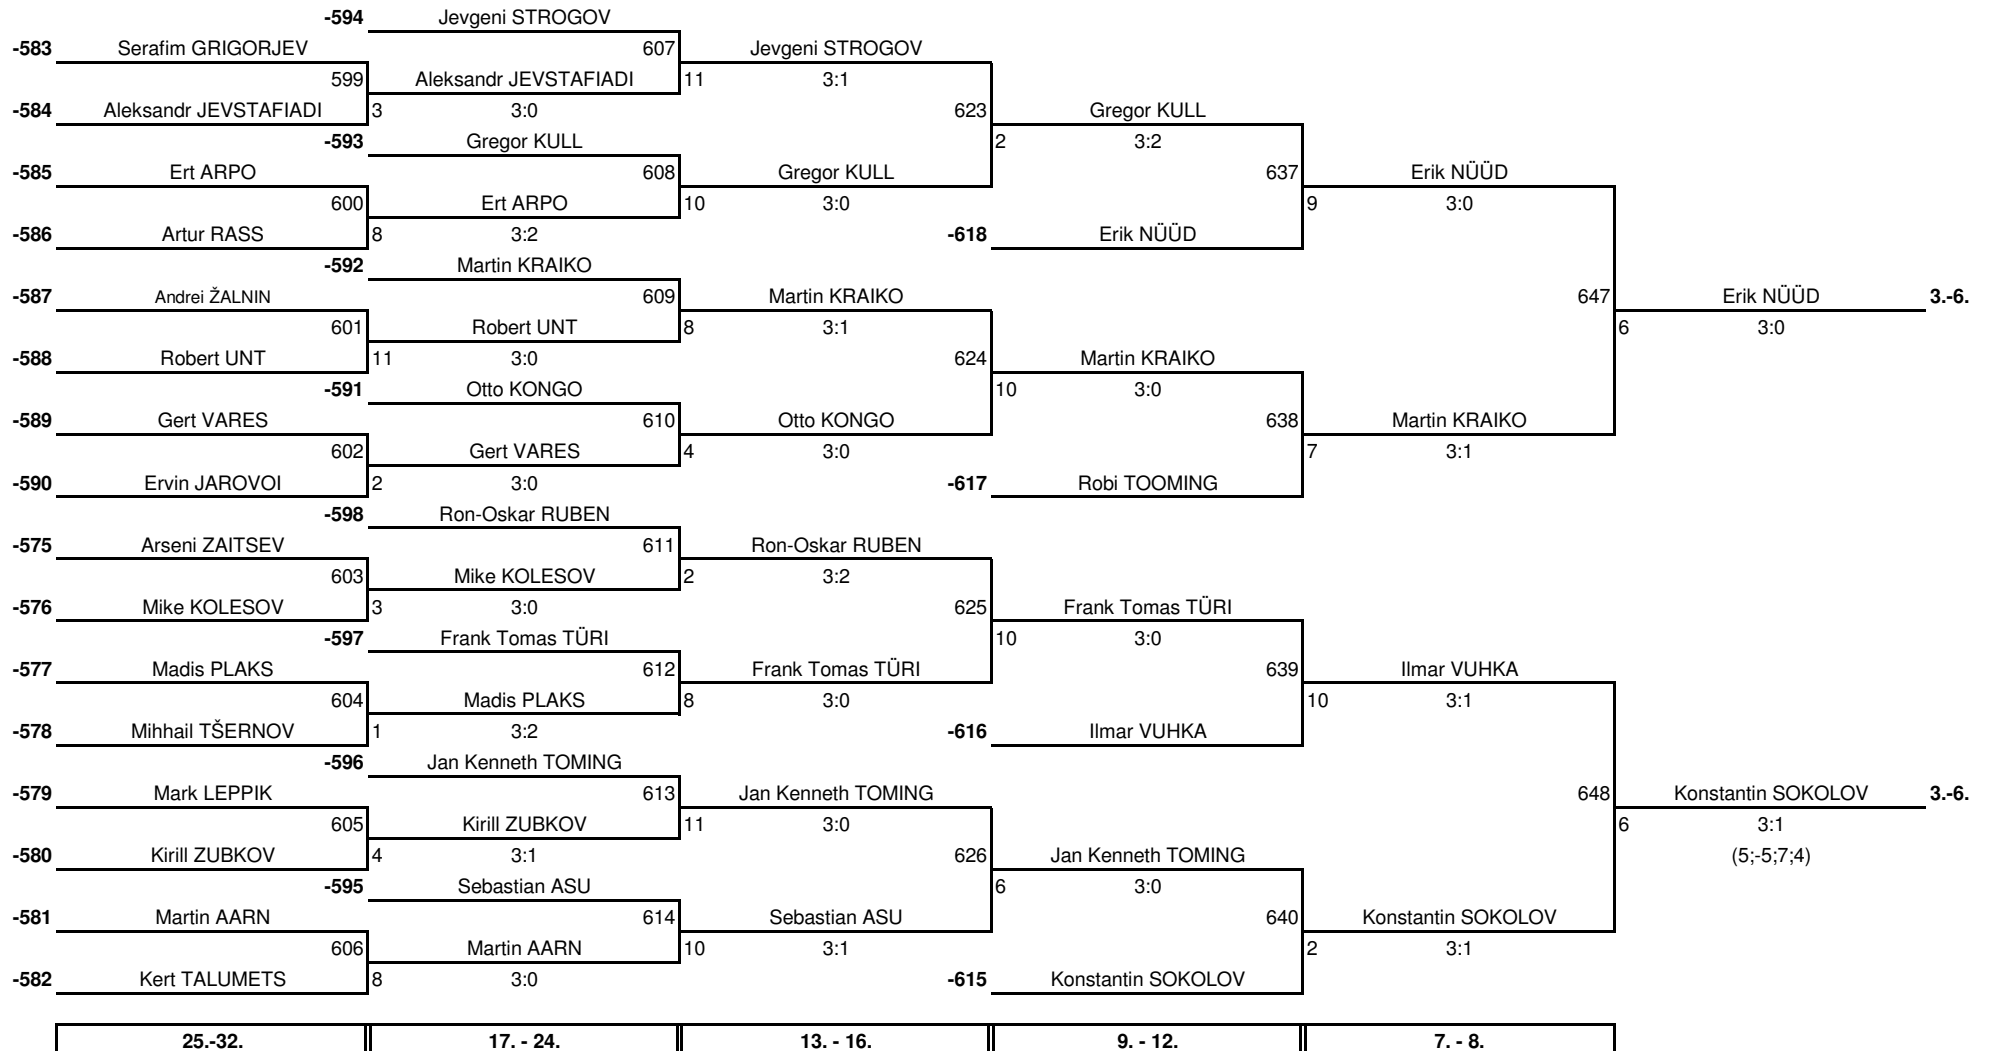 -594 Jevgeni STROGOV
-583 Serafim GRIGORJEV 607 Jevgeni STROGOV
599 Aleksandr JEVSTAFIADI 11 3:1
-584 Aleksandr JEVSTAFIADI 3 3:0 623 Gregor KULL
-593 Gregor KULL 2 3:2
-585 Ert ARPO 608 Gregor KULL 637 Erik NÜÜD
600 Ert ARPO 10 3:0 9 3:0
-586 Artur RASS 8 3:2 -618 Erik NÜÜD
-592 Martin KRAIKO
-587 Andrei ŽALNIN 609 Martin KRAIKO 647 Erik NÜÜD 3.-6.
601 Robert UNT 8 3:1 6 3:0
-588 Robert UNT 11 3:0 624 Martin KRAIKO
-591 Otto KONGO 10 3:0
-589 Gert VARES 610 Otto KONGO 638 Martin KRAIKO
602 Gert VARES 4 3:0 7 3:1
-590 Ervin JAROVOI 2 3:0 -617 Robi TOOMING
-598 Ron-Oskar RUBEN
-575 Arseni ZAITSEV 611 Ron-Oskar RUBEN
603 Mike KOLESOV 2 3:2
-576 Mike KOLESOV 3 3:0 625 Frank Tomas TÜRI
-597 Frank Tomas TÜRI 10 3:0
-577 Madis PLAKS 612 Frank Tomas TÜRI 639 Ilmar VUHKA
604 Madis PLAKS 8 3:0 10 3:1
-578 Mihhail TŠERNOV 1 3:2 -616 Ilmar VUHKA
-596 Jan Kenneth TOMING
-579 Mark LEPPIK 613 Jan Kenneth TOMING 648 Konstantin SOKOLOV 3.-6.
605 Kirill ZUBKOV 11 3:0 6 3:1
-580 Kirill ZUBKOV 4 3:1 626 Jan Kenneth TOMING (5;-5;7;4)
-595 Sebastian ASU 6 3:0
-581 Martin AARN 614 Sebastian ASU 640 Konstantin SOKOLOV
606 Martin AARN 10 3:1 2 3:1
-582 Kert TALUMETS 8 3:0 -615 Konstantin SOKOLOV
25.-32. 17. - 24. 13. - 16. 9. - 12. 7. - 8.